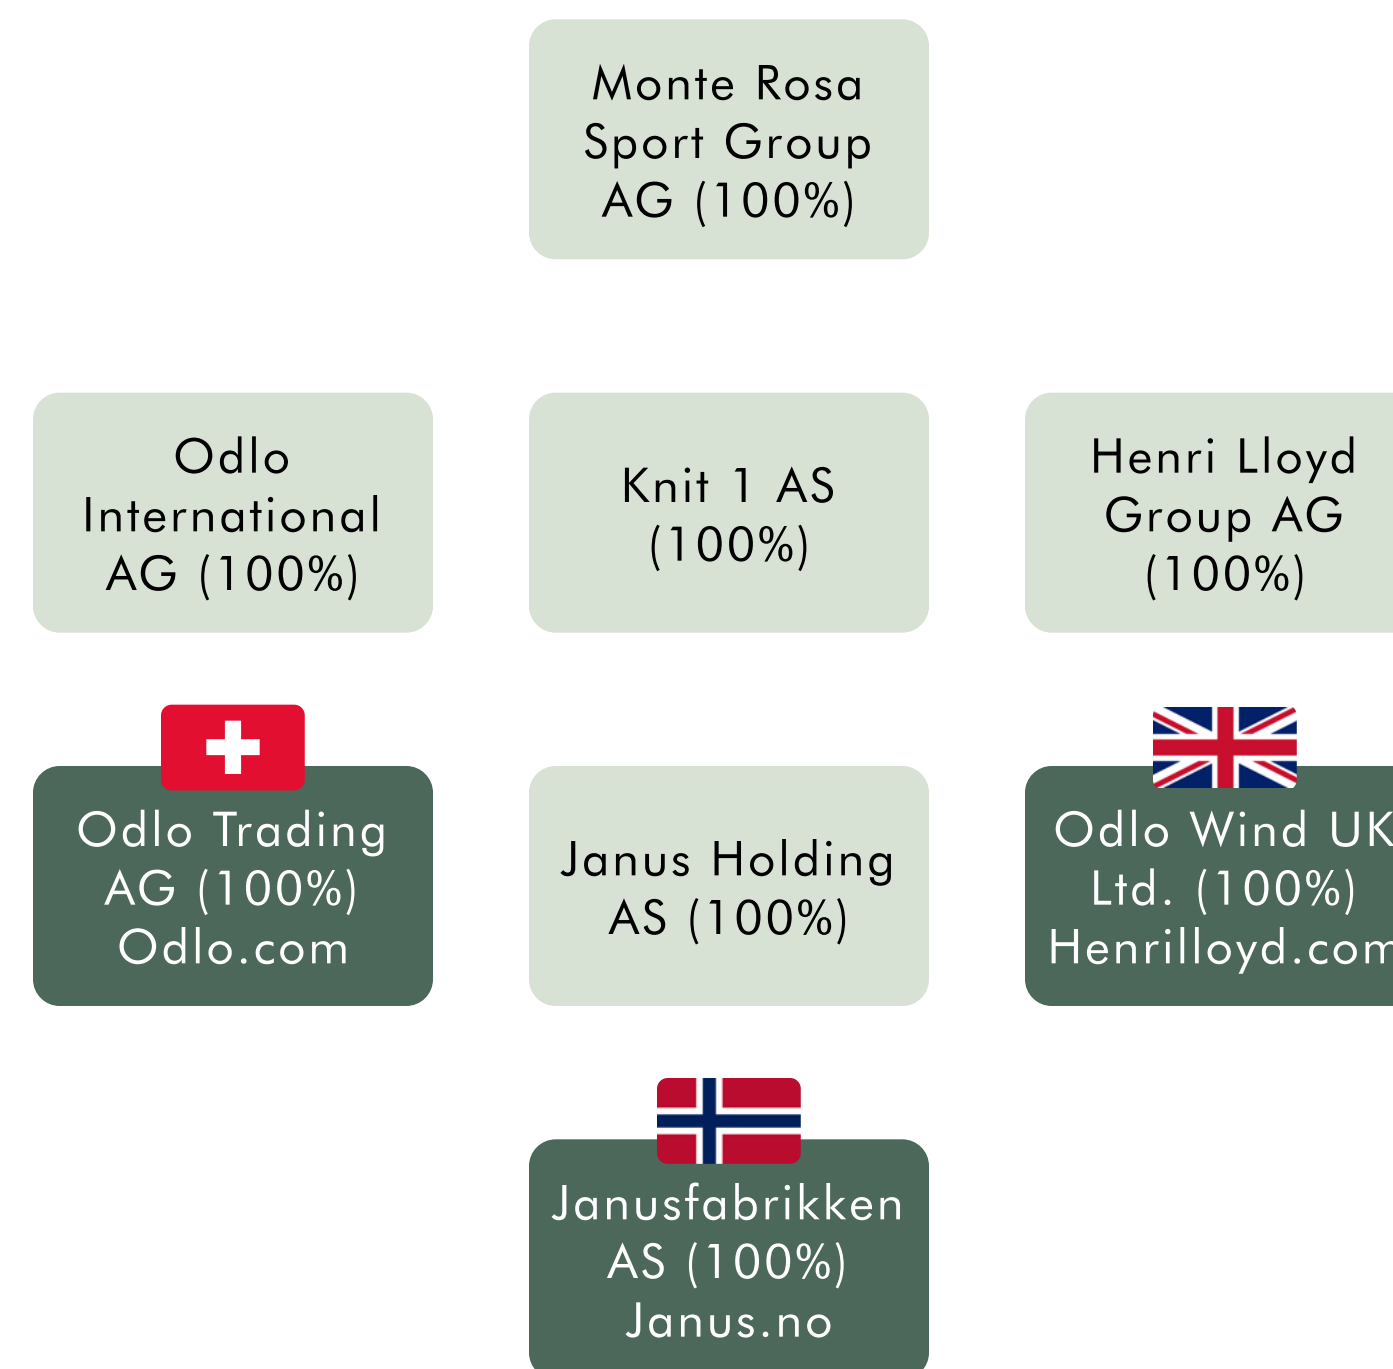 Monte Rosa
Sport Group
AG (100%)
Odlo
International
AG (100%)
Knit 1 AS
(100%)
Henri Lloyd
Group AG
(100%)
Odlo Trading
AG (100%)
Odlo.com
Janus Holding
AS (100%)
Odlo Wind UK
Ltd. (100%)
Henrilloyd.com
Janusfabrikken
AS (100%)
Janus.no